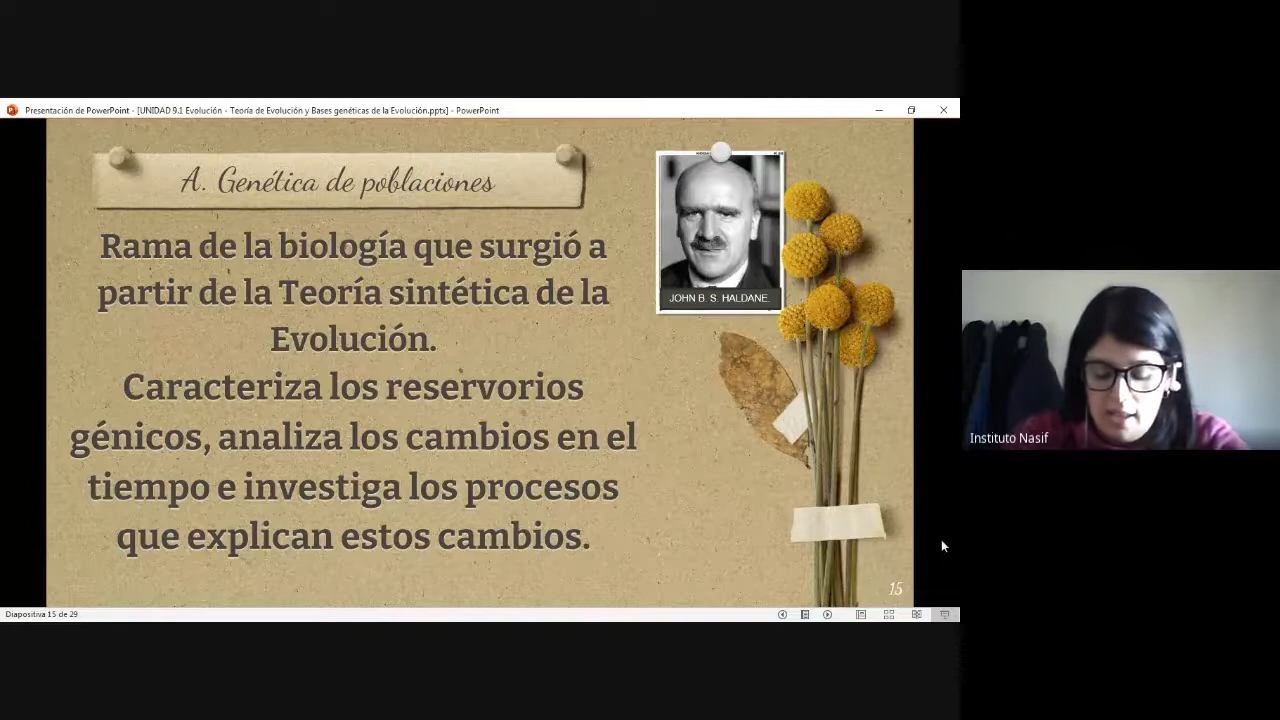 Presentación de PowerPoint - [UNIDAD 9.1 Evolución - Teoría de Evolución y Bases genéticas de la Evolución.pptx] - PowerPoint
A. Genética de poblaciones
Rama de la biología que surgió a
partir de la Teoría sintética de la
Evolución.
Caracteriza los reservorios
génicos, analiza los cambios en el
tiempo e investiga los procesos
que explican estos cambios.
JOHN B. S. HALDANE.
15
Diapositiva 15 de 29
Instituto Nasif